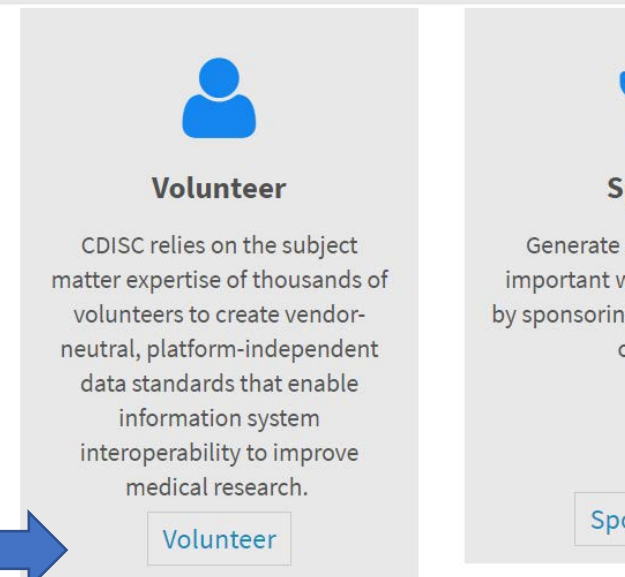 Volunteer
CDISC relies on the subject
matter expertise of thousands of
volunteers to create vendor-
neutral, platform-independent
data standards that enable
information system
interoperability to improve
medical research.
Volunteer
Generate
important
by sponsorin